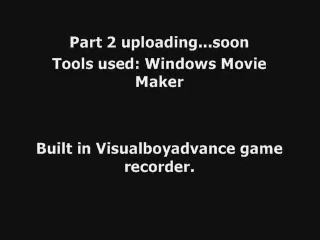 Part 2 uploading...soon
Tools used: Windows Movie
Maker
Built in Visualboyadvance game
recorder.